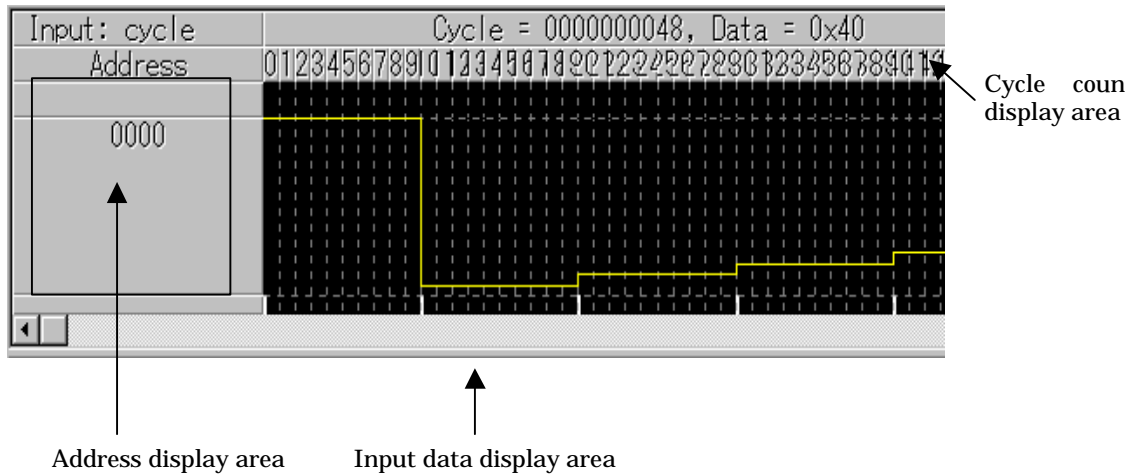 Input: cycle
Cycle = 0000000048, Data = 0x40
Address
0123456789
0000
Cycle coun
display area
Address display area
Input data display area